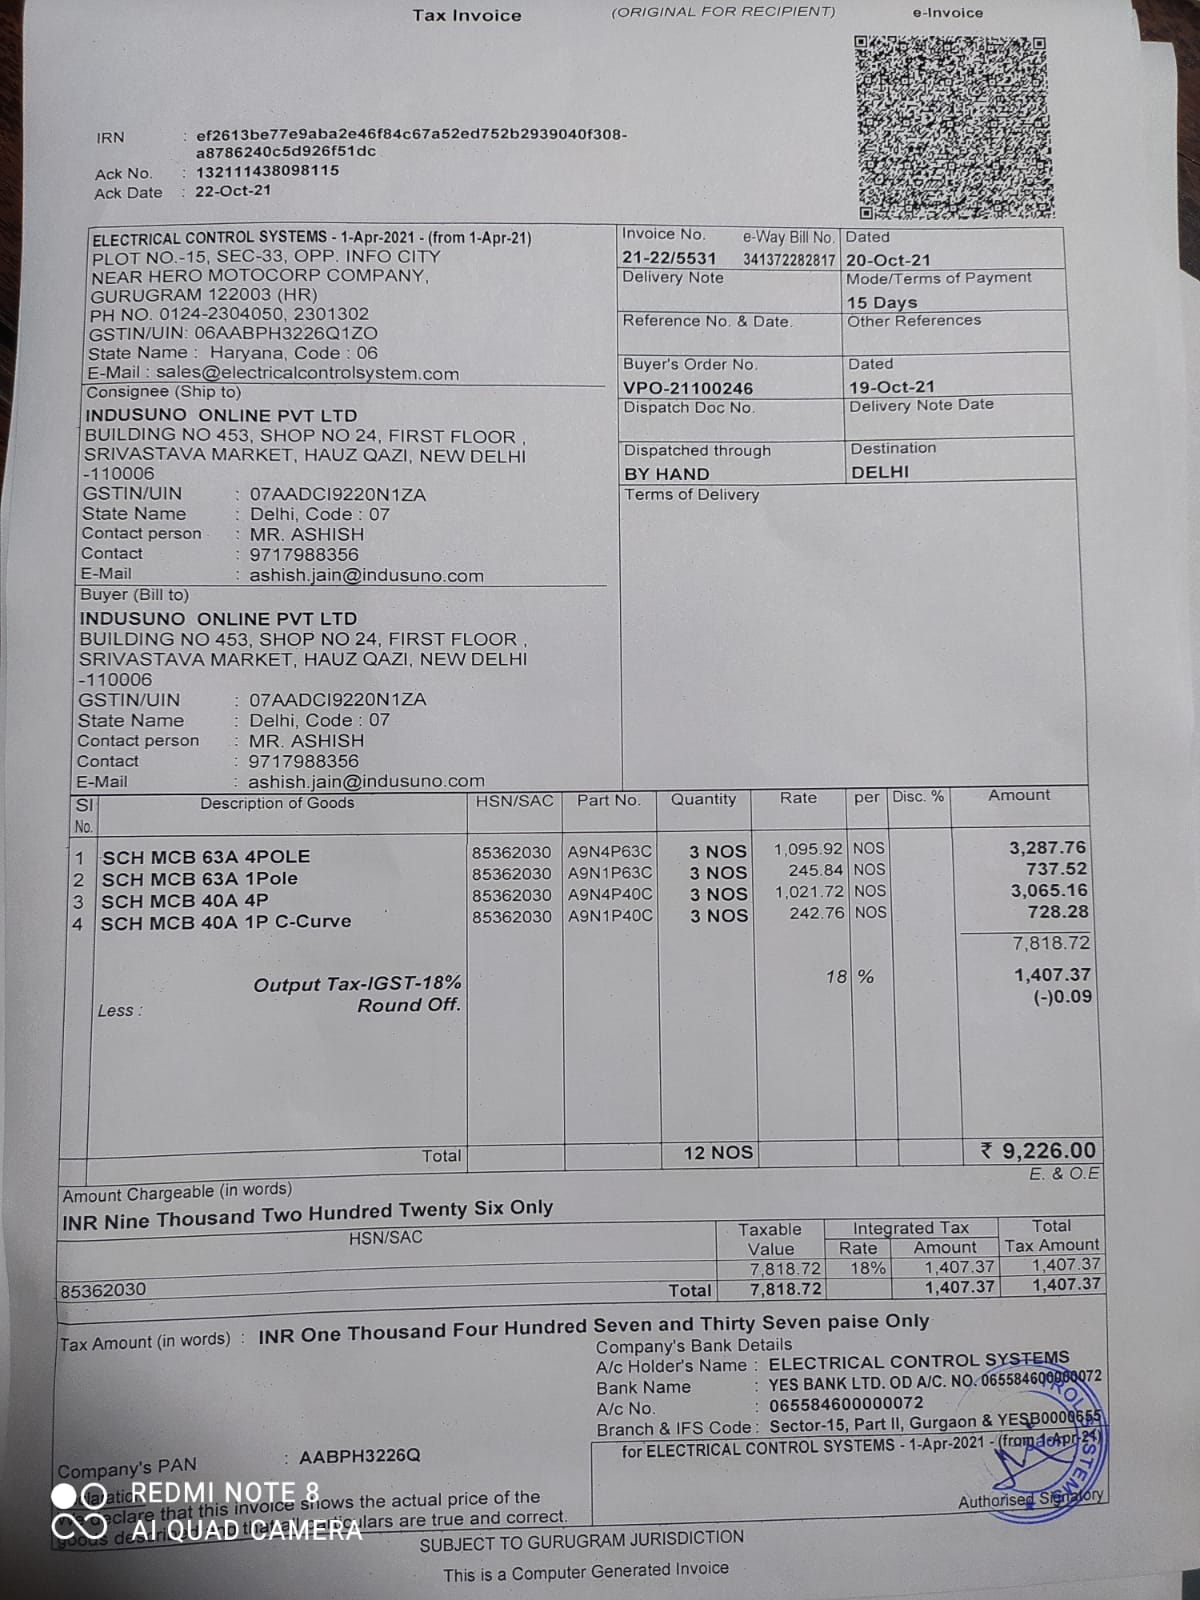 Tax Invoice (ORIGINAL FOR RECIPIENT) e-Invoice
IRN : ef2613be77e9aba2e46f84c67a52ed752b2939040f308-
a8786240c5d926f51dc
Ack No. : 132111438098115
Ack Date : 22-Oct-21
ELECTRICAL CONTROL SYSTEMS - 1-Apr-2021 - (from 1-Apr-21)
PLOT NO.-15, SEC-33, OPP. INFO CITY
NEAR HERO MOTOCORP COMPANY,
GURUGRAM 122003 (HR)
PH NO. 0124-2304050, 2301302
GSTIN/UIN: 06AABPH3226Q1ZO
State Name : Haryana, Code : 06
E-Mail : sales@electricalcontrolsystem.com
Invoice No. e-Way Bill No. Dated
21-22/5531 341372282817 20-Oct-21
Delivery Note Mode/Terms of Payment
15 Days
Reference No. & Date. Other References
Buyer's Order No. Dated
VPO-21100246 19-Oct-21
Dispatch Doc No. Delivery Note Date
Dispatched through Destination
BY HAND DELHI
Terms of Delivery
Consignee (Ship to)
INDUSUNO ONLINE PVT LTD
BUILDING NO 453, SHOP NO 24, FIRST FLOOR ,
SRIVASTAVA MARKET, HAUZ QAZI, NEW DELHI
-110006
GSTIN/UIN : 07AADCI9220N1ZA
State Name : Delhi, Code : 07
Contact person : MR. ASHISH
Contact : 9717988356
E-Mail : ashish.jain@indusuno.com
Buyer (Bill to)
INDUSUNO ONLINE PVT LTD
BUILDING NO 453, SHOP NO 24, FIRST FLOOR ,
SRIVASTAVA MARKET, HAUZ QAZI, NEW DELHI
-110006
GSTIN/UIN : 07AADCI9220N1ZA
State Name : Delhi, Code : 07
Contact person : MR. ASHISH
Contact : 9717988356
E-Mail : ashish.jain@indusuno.com
Sl No. Description of Goods HSN/SAC Part No. Quantity Rate per Disc. % Amount
1 SCH MCB 63A 4POLE 85362030 A9N4P63C 3 NOS 1,095.92 NOS 3,287.76
2 SCH MCB 63A 1Pole 85362030 A9N1P63C 3 NOS 245.84 NOS 737.52
3 SCH MCB 40A 4P 85362030 A9N4P40C 3 NOS 1,021.72 NOS 3,065.16
4 SCH MCB 40A 1P C-Curve 85362030 A9N1P40C 3 NOS 242.76 NOS 728.28
7,818.72
Output Tax-IGST-18% 18 % 1,407.37
Less : Round Off. (-)0.09
Total 12 NOS ₹ 9,226.00
Amount Chargeable (in words) E. & O.E
INR Nine Thousand Two Hundred Twenty Six Only
HSN/SAC Taxable Value Integrated Tax Total Tax Amount
Rate Amount
85362030 7,818.72 18% 1,407.37 1,407.37
Total 7,818.72 1,407.37 1,407.37
Tax Amount (in words) : INR One Thousand Four Hundred Seven and Thirty Seven paise Only
Company's Bank Details
A/c Holder's Name : ELECTRICAL CONTROL SYSTEMS
Bank Name : YES BANK LTD. OD A/C. NO. 065584600000072
A/c No. : 065584600000072
Branch & IFS Code : Sector-15, Part II, Gurgaon & YESB0000655
Company's PAN : AABPH3226Q
for ELECTRICAL CONTROL SYSTEMS - 1-Apr-2021 - (from 1-Apr-21)
declare that this invoice shows the actual price of the
goods that all are true and correct.
Authorised Signatory
SUBJECT TO GURUGRAM JURISDICTION
This is a Computer Generated Invoice
REDMI NOTE 8
AI QUAD CAMERA